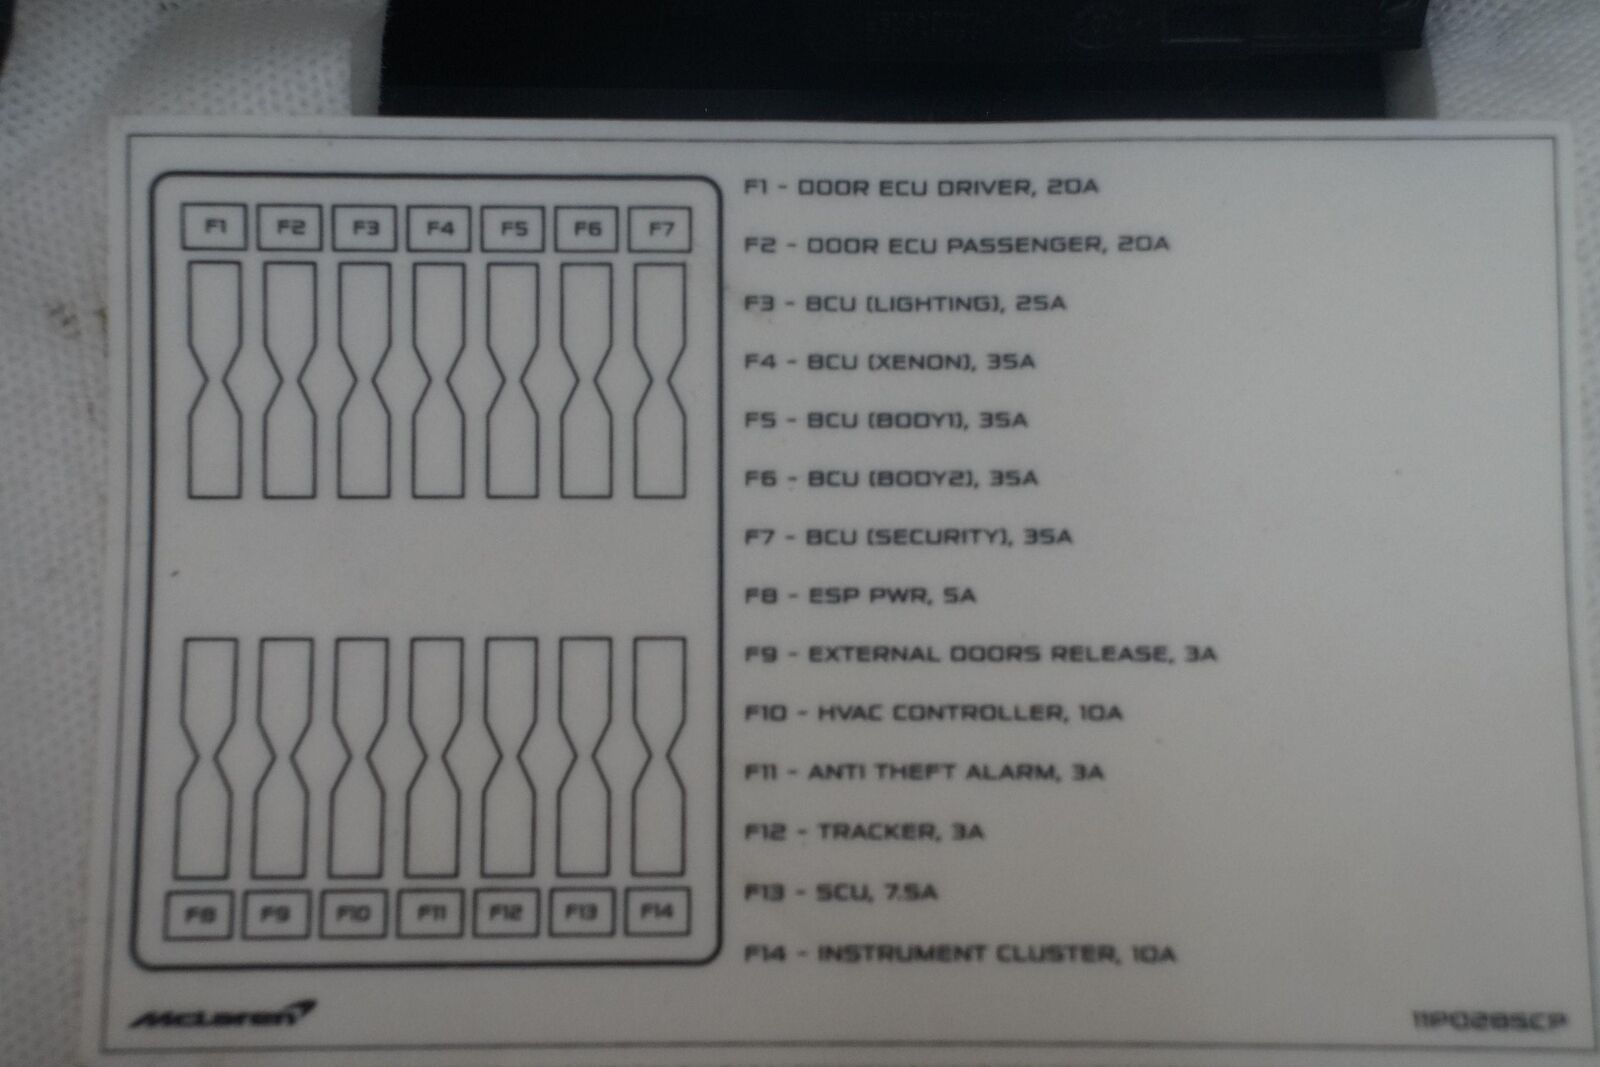 F1 F2 F3 F4 F5 F6 F7
F8 F9 F10 F11 F12 F13 F14
F1 - DOOR ECU DRIVER, 20A
F2 - DOOR ECU PASSENGER, 20A
F3 - BCU (LIGHTING), 25A
F4 - BCU (XENON), 35A
F5 - BCU (BODY1), 35A
F6 - BCU (BODY2), 35A
F7 - BCU (SECURITY), 35A
F8 - ESP PWR, 5A
F9 - EXTERNAL DOORS RELEASE, 3A
F10 - HVAC CONTROLLER, 10A
F11 - ANTI THEFT ALARM, 3A
F12 - TRACKER, 3A
F13 - SCU, 7.5A
F14 - INSTRUMENT CLUSTER, 10A
McLaren
11P0285CP